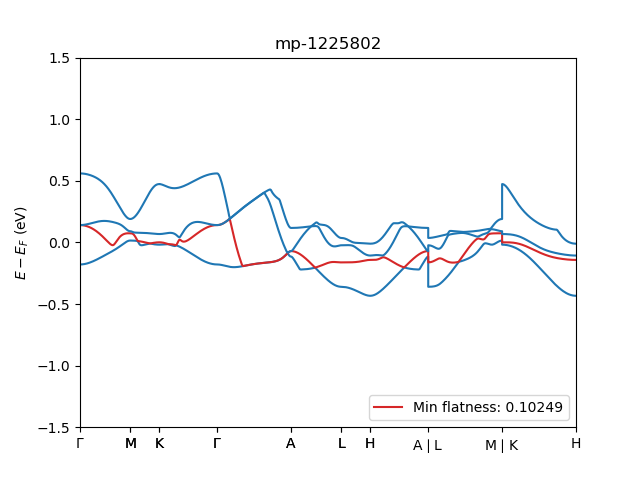 mp-1225802
1.5
1.0
0.5
0.0
−0.5
−1.0
−1.5
E − E_F (eV)
Min flatness: 0.10249
Γ M K Γ A L H A | L M | K H